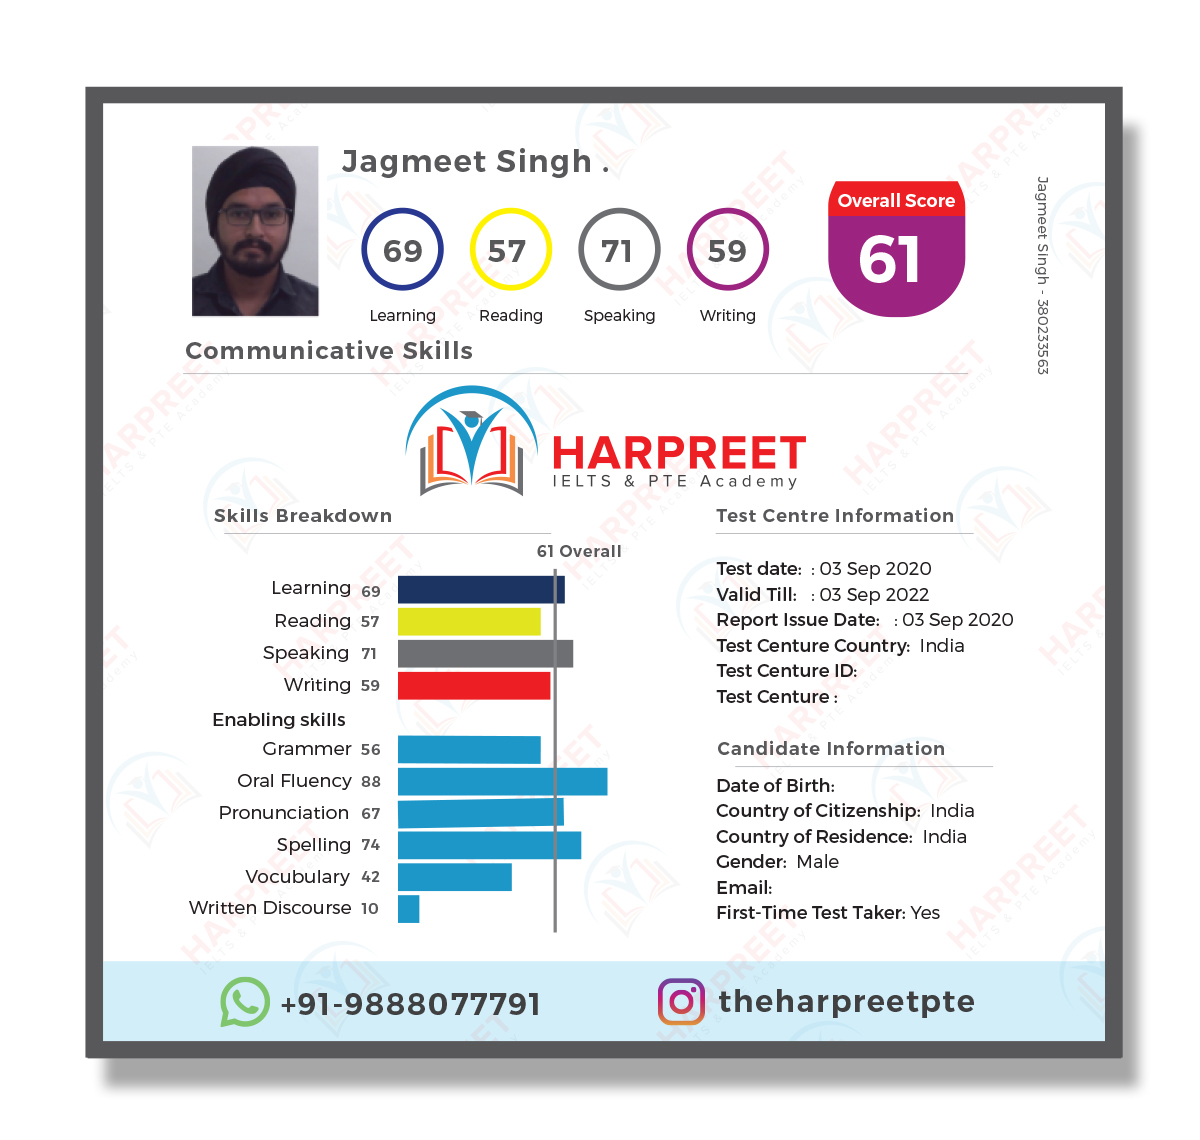 Jagmeet Singh .
69 57 71 59
Learning Reading Speaking Writing
Overall Score
61
Jagmeet Singh - 380233563
Communicative Skills
HARPREET
IELTS & PTE Academy
Skills Breakdown
61 Overall
Learning 69
Reading 57
Speaking 71
Writing 59
Enabling skills
Grammer 56
Oral Fluency 88
Pronunciation 67
Spelling 74
Vocubulary 42
Written Discourse 10
Test Centre Information
Test date: : 03 Sep 2020
Valid Till: : 03 Sep 2022
Report Issue Date: : 03 Sep 2020
Test Centure Country: India
Test Centure ID:
Test Centure :
Candidate Information
Date of Birth:
Country of Citizenship: India
Country of Residence: India
Gender: Male
Email:
First-Time Test Taker: Yes
+91-9888077791
theharpreetpte